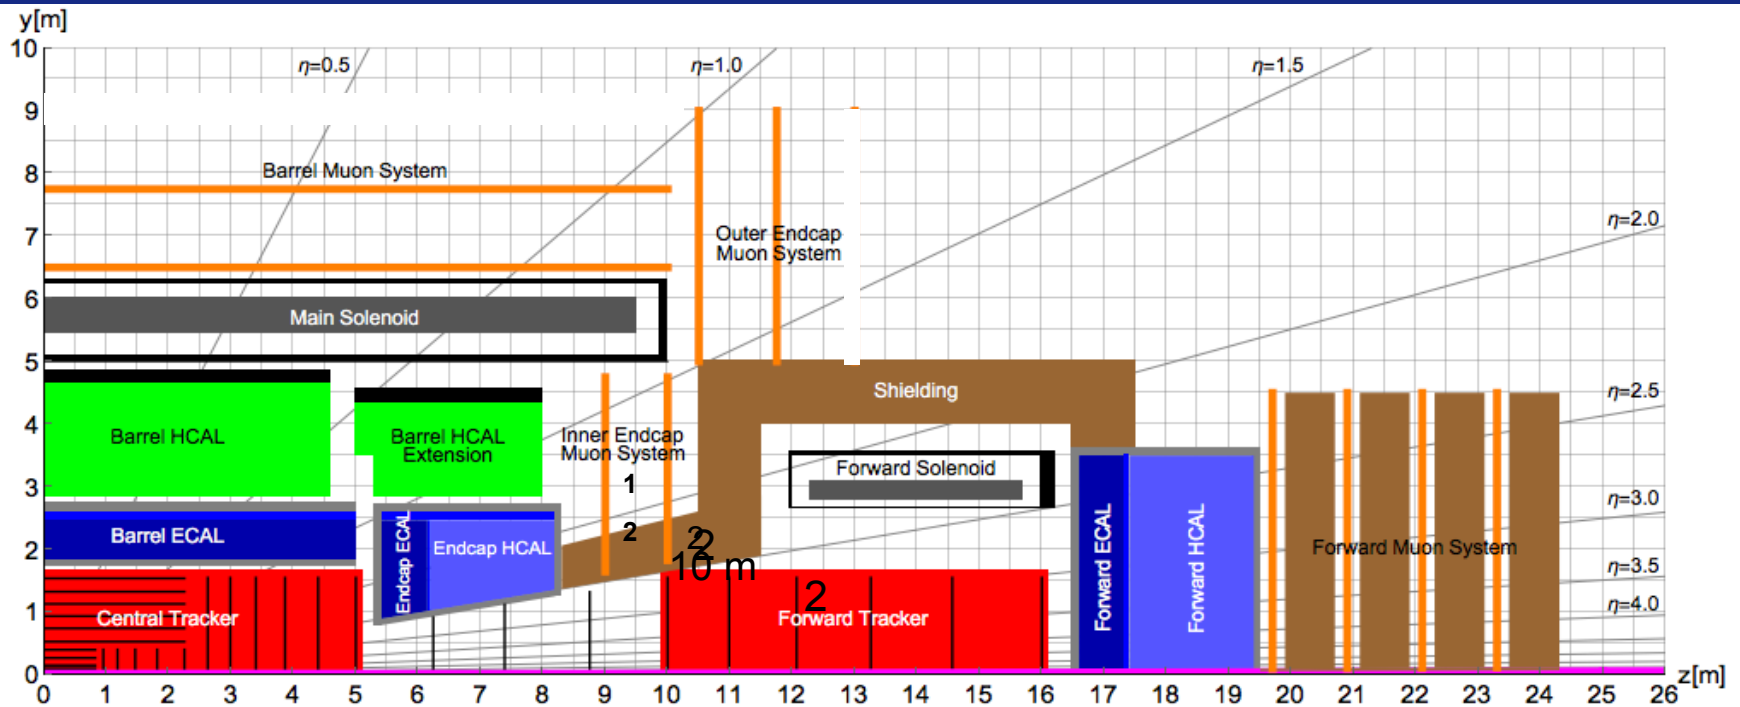 y[m]
10
η=0.5
η=1.0
η=1.5
9
8
Barrel Muon System
7
Outer Endcap
Muon System
η=2.0
6
Main Solenoid
5
Shielding
η=2.5
4
Barrel HCAL
Barrel HCAL
Extension
Inner Endcap
Muon System
Forward Solenoid
3
1
η=3.0
2
2
2
Barrel ECAL
Endcap ECAL
Endcap HCAL
2
10 m
Forward ECAL
Forward HCAL
Forward Muon System
η=3.5
1
2
η=4.0
Central Tracker
Forward Tracker
0
0 1 2 3 4 5 6 7 8 9 10 11 12 13 14 15 16 17 18 19 20 21 22 23 24 25 26
z[m]